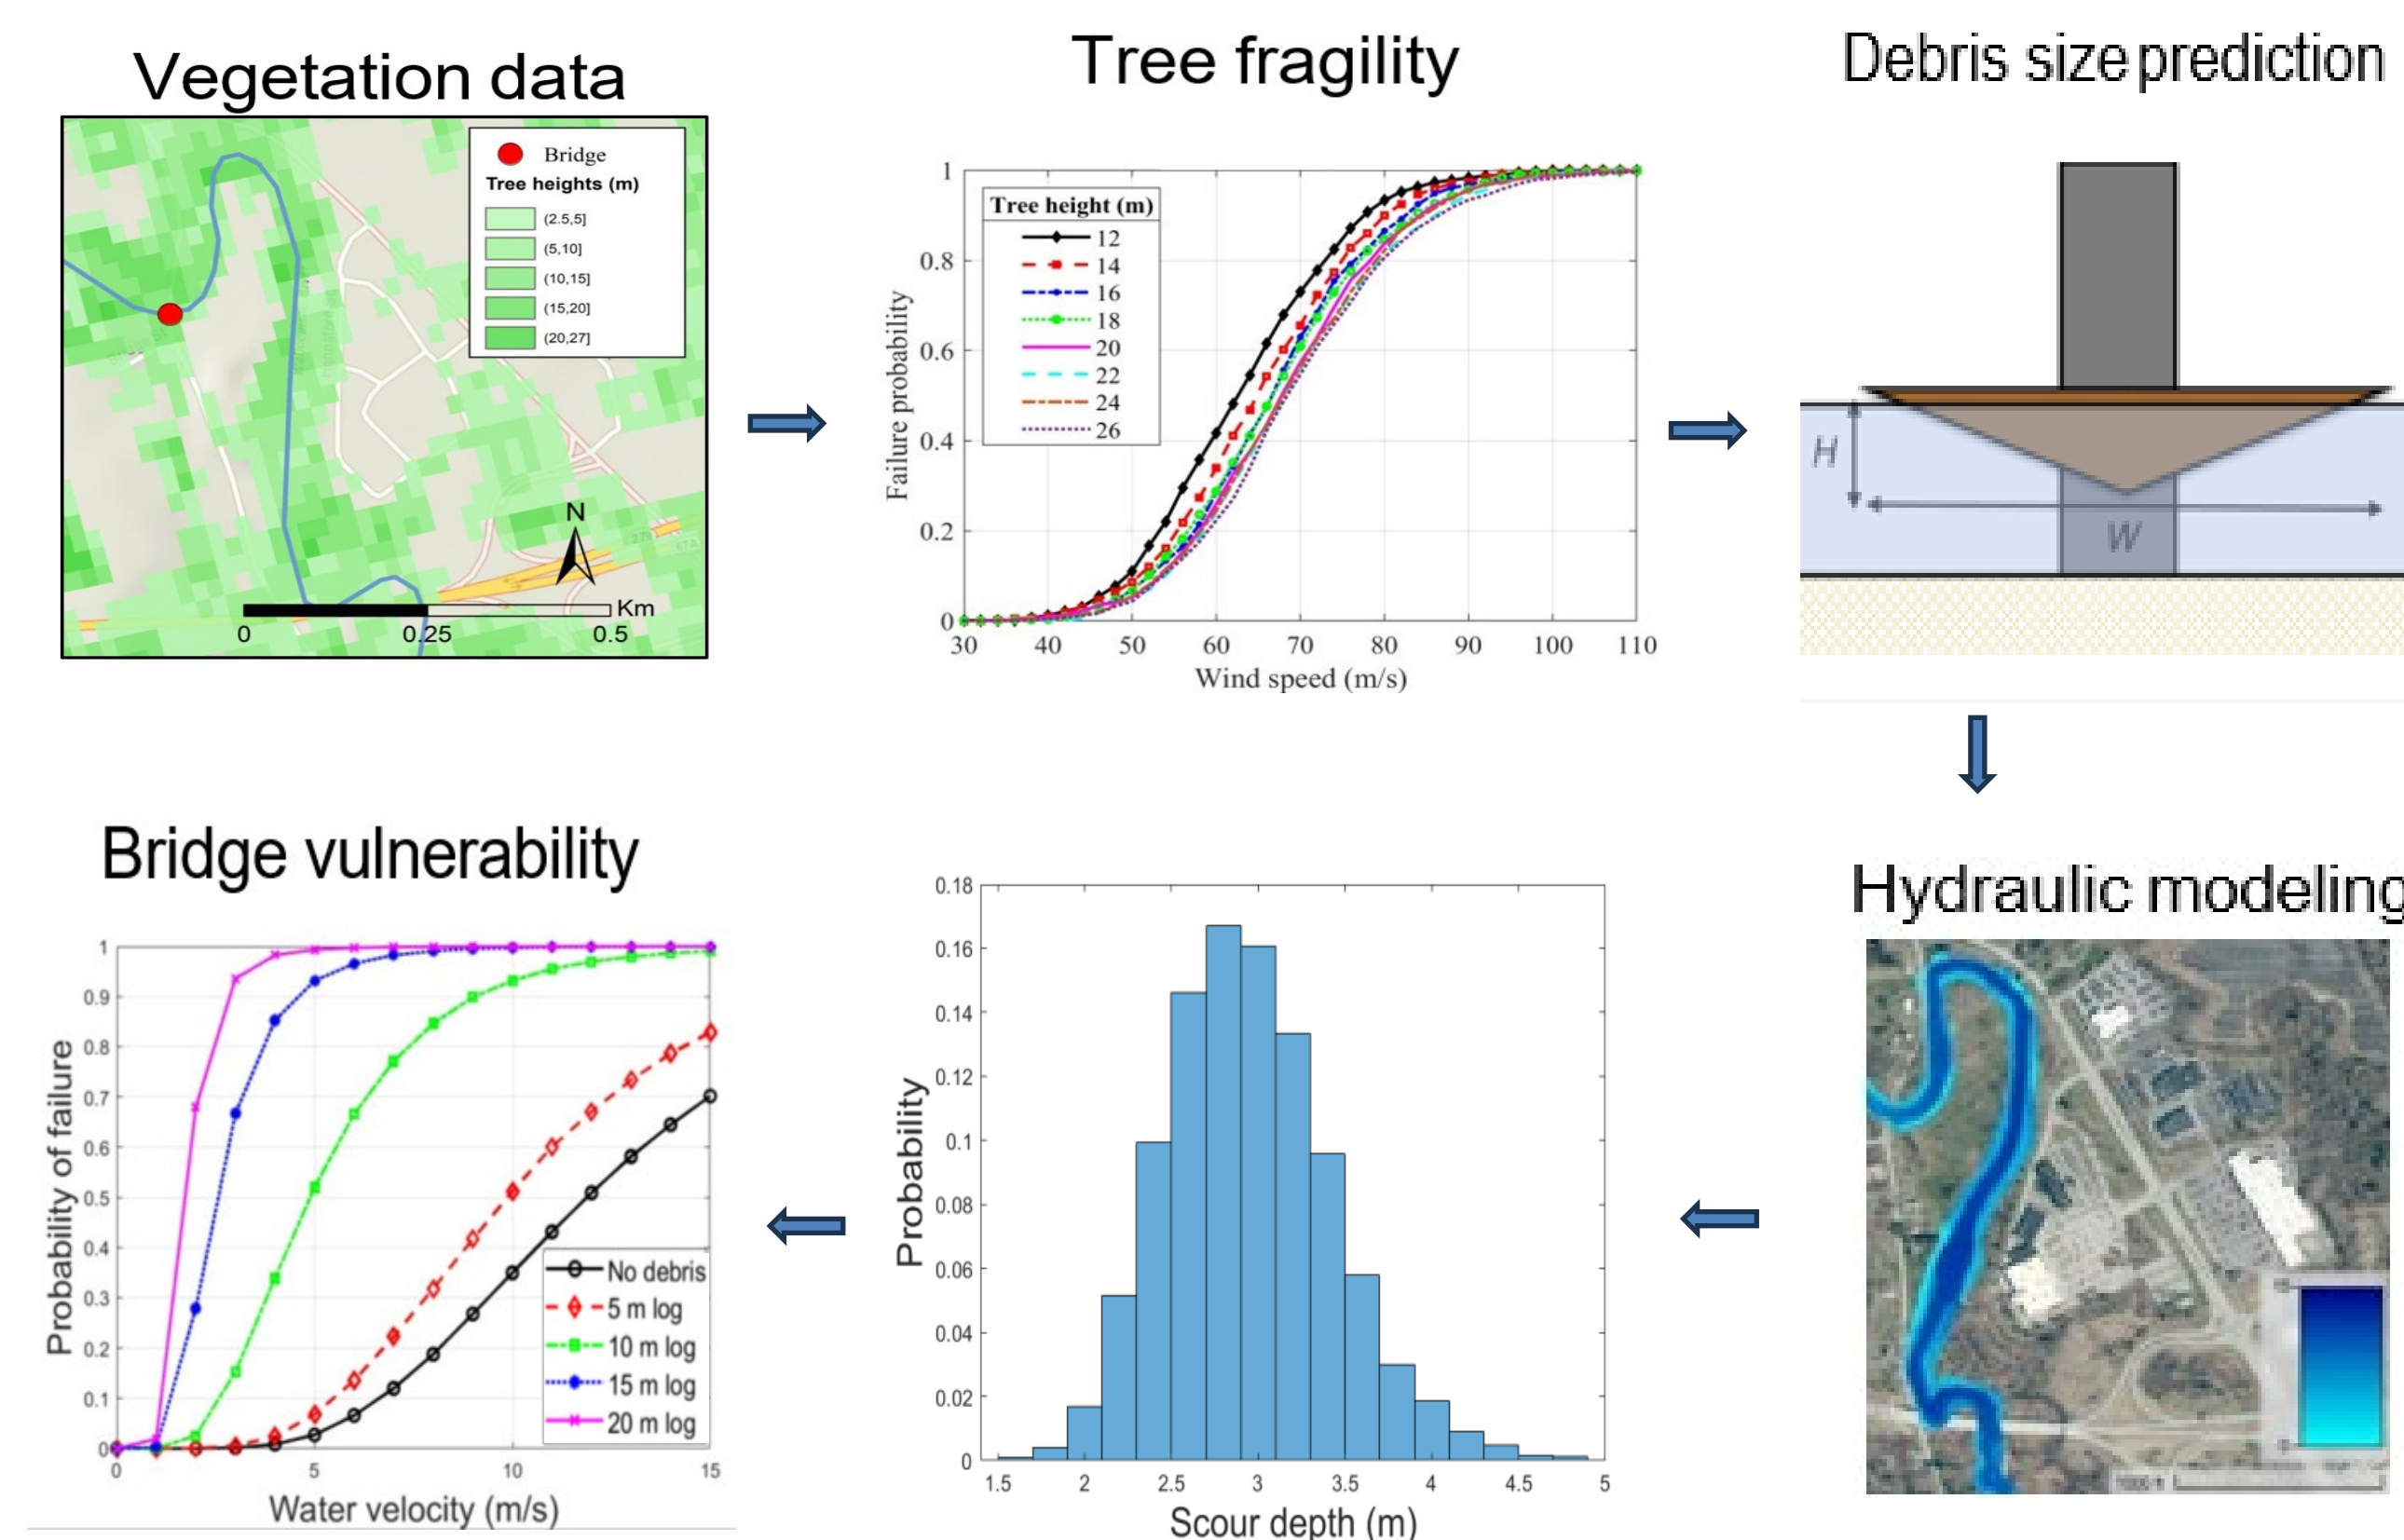 Vegetation data
Bridge
Tree heights (m)
(2.5,5]
(5,10]
(10,15]
(15,20]
(20,27]
N
Km
0
0.25
0.5
Tree fragility
1
0.8
0.6
0.4
0.2
0
Failure probability
Tree height (m)
12
14
16
18
20
22
24
26
30 40 50 60 70 80 90 100 110
Wind speed (m/s)
Debris size prediction
H
W
Hydraulic modeling
0.18
0.16
0.14
0.12
0.1
0.08
0.06
0.04
0.02
0
Probability
1.5 2 2.5 3 3.5 4 4.5 5
Scour depth (m)
Bridge vulnerability
1
0.9
0.8
0.7
0.6
0.5
0.4
0.3
0.2
0.1
0
Probability of failure
No debris
5 m log
10 m log
15 m log
20 m log
0 5 10 15
Water velocity (m/s)